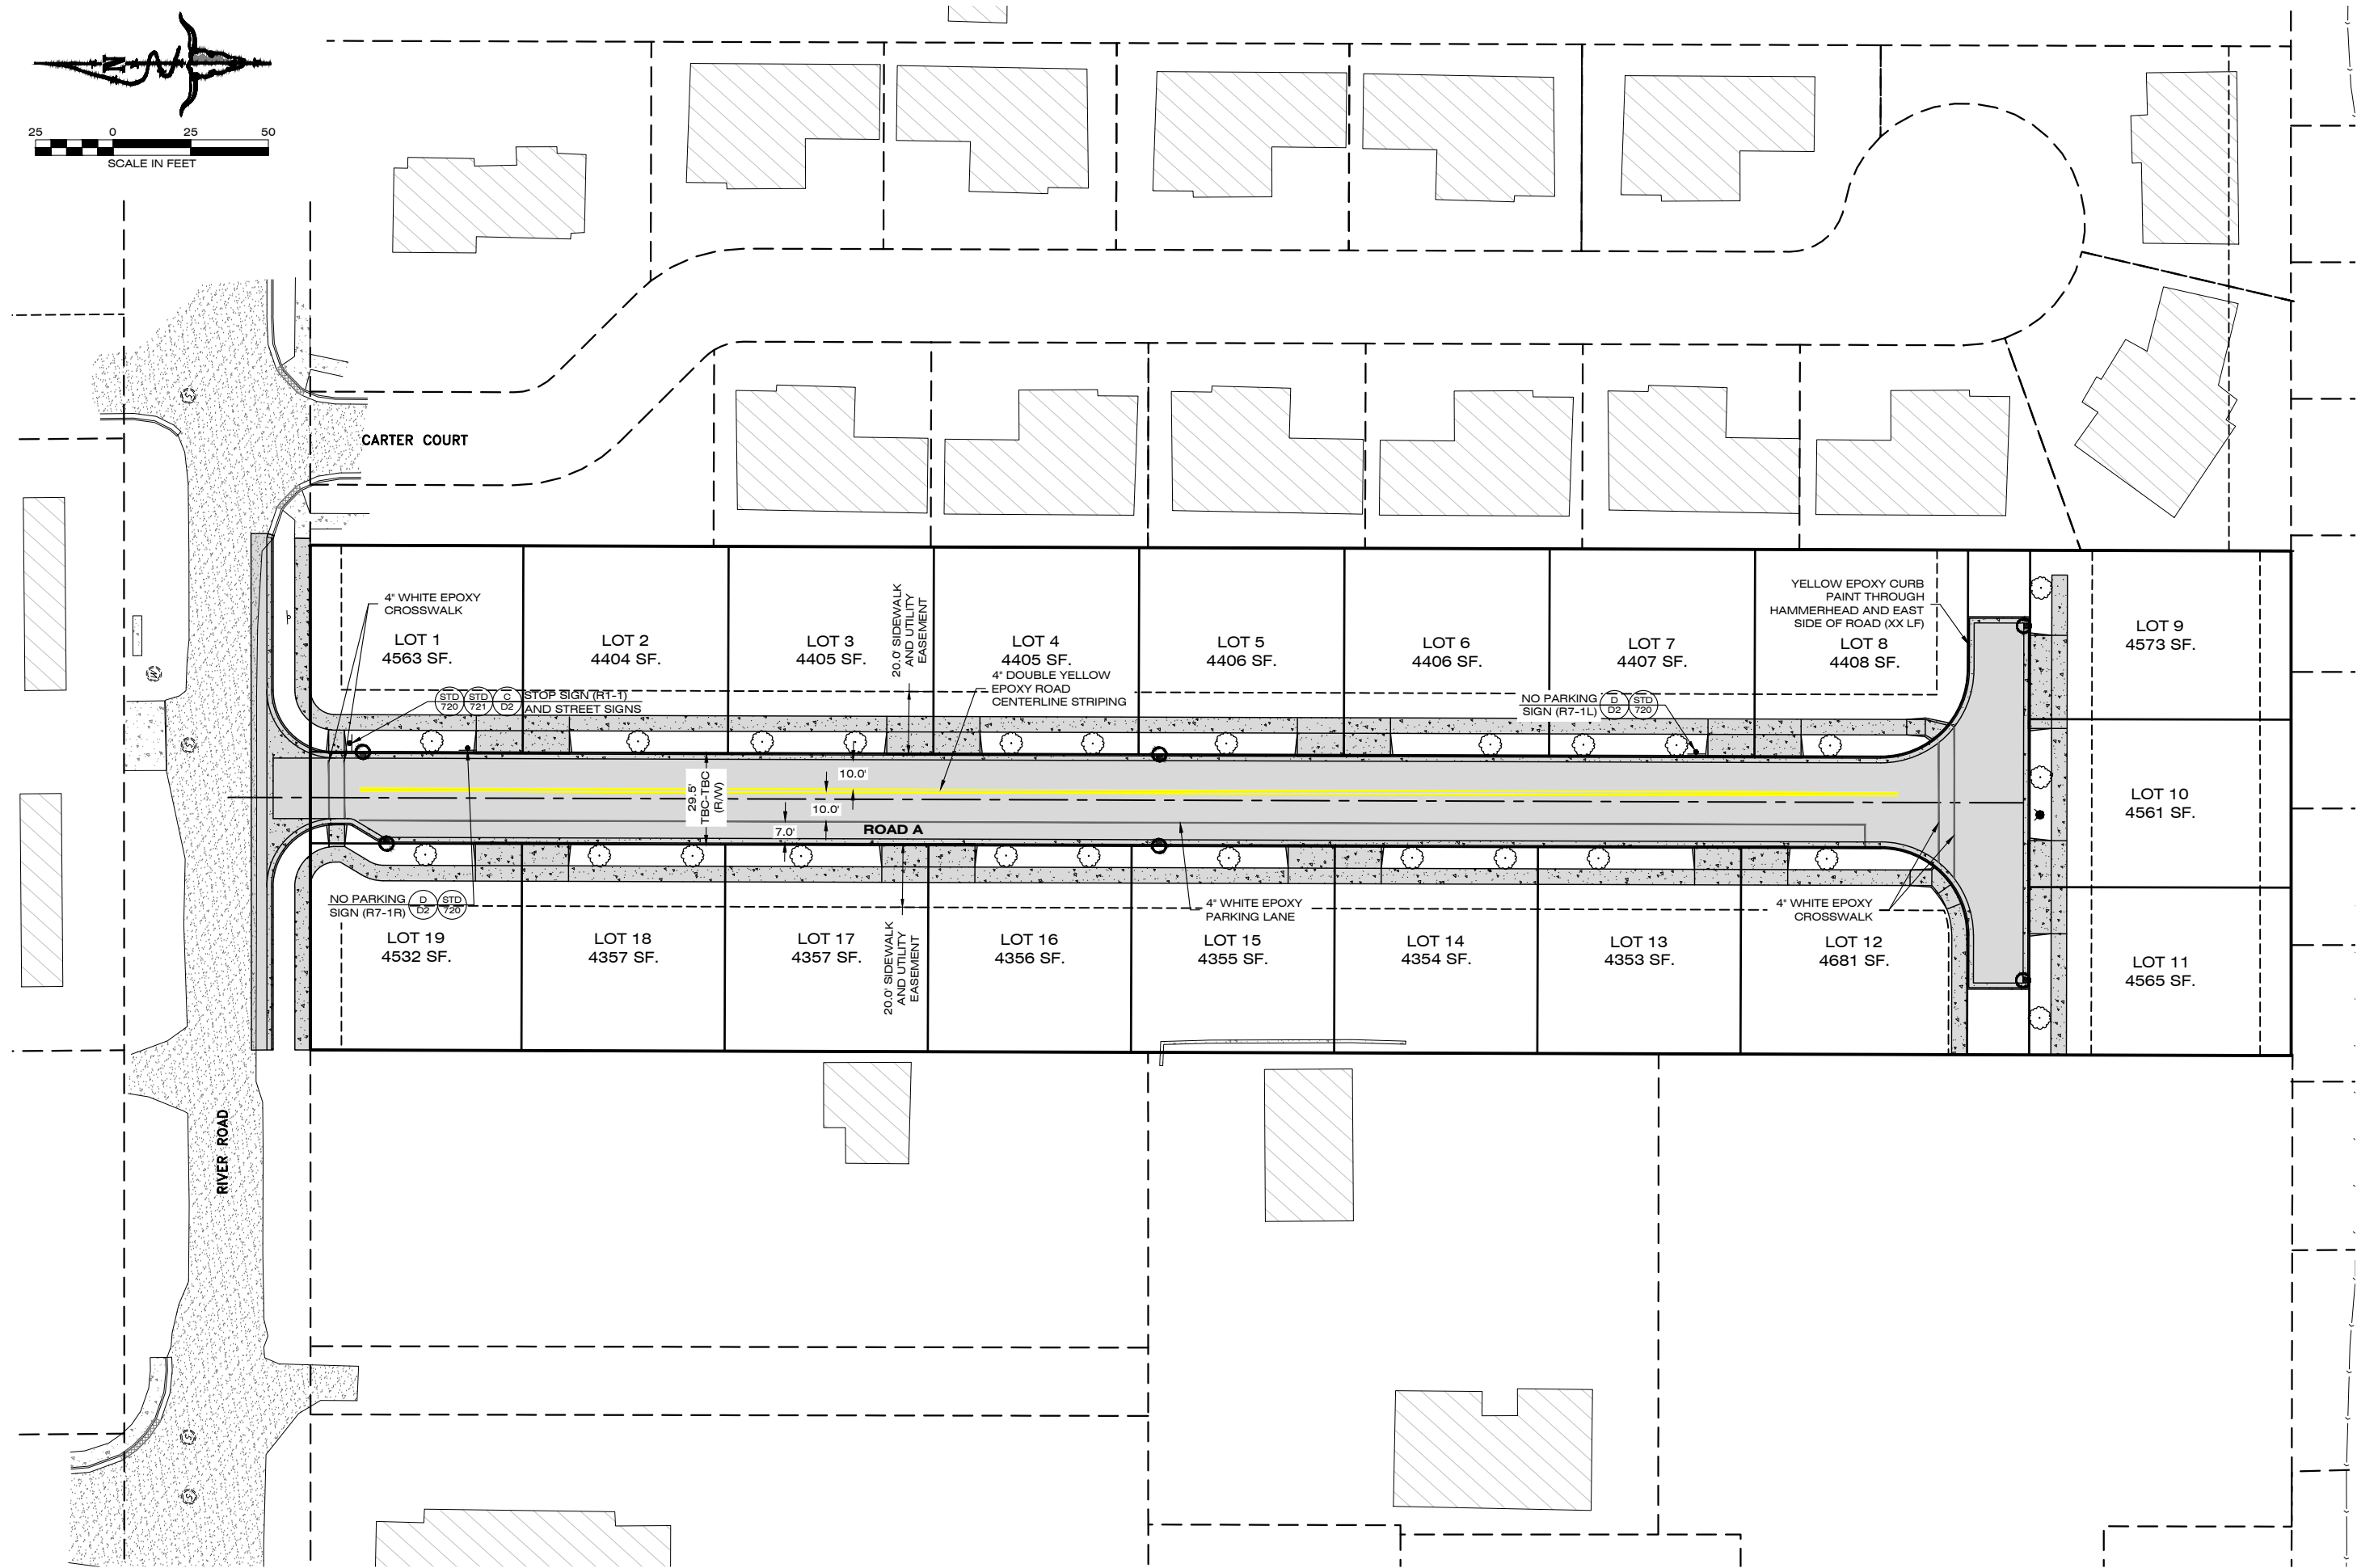 N
25 0 25 50
SCALE IN FEET
CARTER COURT
4" WHITE EPOXY
CROSSWALK
LOT 1
4563 SF.
LOT 2
4404 SF.
LOT 3
4405 SF.
20.0' SIDEWALK
AND UTILITY
EASEMENT
LOT 4
4405 SF.
4" DOUBLE YELLOW
EPOXY ROAD
CENTERLINE STRIPING
LOT 5
4406 SF.
LOT 6
4406 SF.
LOT 7
4407 SF.
YELLOW EPOXY CURB
PAINT THROUGH
HAMMERHEAD AND EAST
SIDE OF ROAD (XX LF)
LOT 8
4408 SF.
LOT 9
4573 SF.
STD
720
STD
721
C
D2
STOP SIGN (R1-1)
AND STREET SIGNS
NO PARKING
SIGN (R7-1L)
D
D2
STD
720
29.5'
TBC-TBC
(R/W)
10.0'
10.0'
7.0'
ROAD A
LOT 10
4561 SF.
NO PARKING
SIGN (R7-1R)
D
D2
STD
720
4" WHITE EPOXY
PARKING LANE
4" WHITE EPOXY
CROSSWALK
LOT 19
4532 SF.
LOT 18
4357 SF.
LOT 17
4357 SF.
20.0' SIDEWALK
AND UTILITY
EASEMENT
LOT 16
4356 SF.
LOT 15
4355 SF.
LOT 14
4354 SF.
LOT 13
4353 SF.
LOT 12
4681 SF.
LOT 11
4565 SF.
RIVER ROAD
S
W
S
S
S